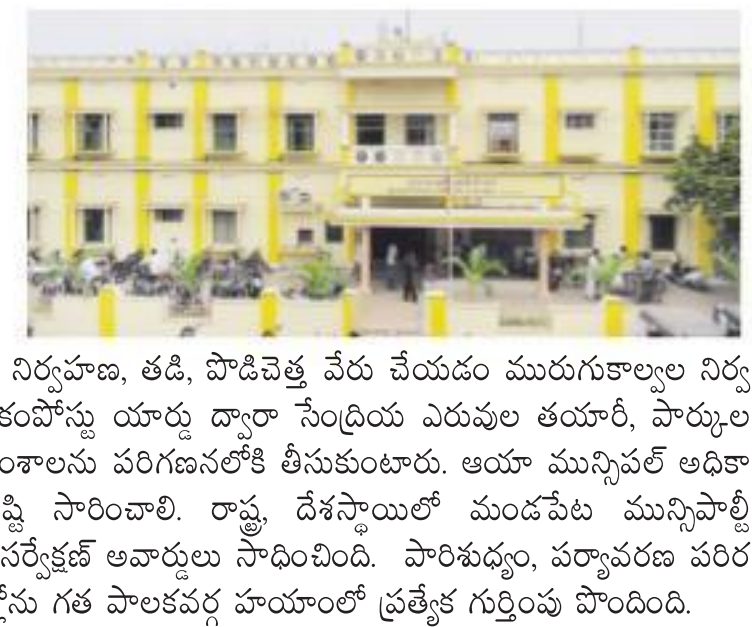 నిర్వహణ, తడి, పొడిచెత్త వేరు చేయడం మురుగుకాల్వల నిర్వ
కంపోస్టు యార్డు ద్వారా సేంద్రియ ఎరువుల తయారీ, పార్కుల
ంశాలను పరిగణనలోకి తీసుకుంటారు. ఆయా మున్సిపల్ అధికా
ష్టి సారించాలి. రాష్ట్ర, దేశస్థాయిలో మండపేట మున్సిపాల్టీ
సర్వేక్షణ్ అవార్డులు సాధించింది. పారిశుధ్యం, పర్యావరణ పరిర
గత పాలకవర్గ హయాంలో ప్రత్యేక గుర్తింపు పొందింది.